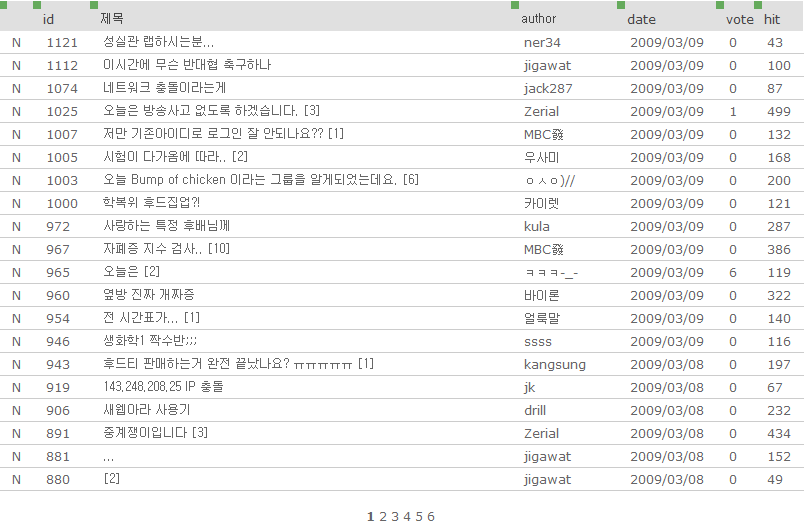 id 제목 author date vote hit
N 1121 성실관 랩하시는분... ner34 2009/03/09 0 43
N 1112 이시간에 무슨 반대협 축구하나 jigawat 2009/03/09 0 100
N 1074 네트워크 충돌이라는게 jack287 2009/03/09 0 87
N 1025 오늘은 방송사고 없도록 하겠습니다. [3] Zerial 2009/03/09 1 499
N 1007 저만 기존아이디로 로그인 잘 안되나요?? [1] MBC發 2009/03/09 0 132
N 1005 시험이 다가옴에 따라.. [2] 우사미 2009/03/09 0 168
N 1003 오늘 Bump of chicken 이라는 그룹을 알게되었는데요. [6] ㅇㅅㅇ)// 2009/03/09 0 200
N 1000 학복위 후드집업?! 카이렛 2009/03/09 0 121
N 972 사랑하는 특정 후배님께 kula 2009/03/09 0 287
N 967 자폐증 지수 검사.. [10] MBC發 2009/03/09 0 386
N 965 오늘은 [2] ㅋㅋㅋ-_- 2009/03/09 6 119
N 960 옆방 진짜 개짜증 바이론 2009/03/09 0 322
N 954 전 시간표가... [1] 얼룩말 2009/03/09 0 140
N 946 생화학1 짝수반;;; ssss 2009/03/09 0 116
N 943 후드티 판매하는거 완전 끝났나요? ㅠㅠㅠㅠㅠ [1] kangsung 2009/03/08 0 197
N 919 143.248.208.25 IP 충돌 jk 2009/03/08 0 67
N 906 새웹아라 사용기 drill 2009/03/08 0 232
N 891 중계쟁이입니다 [3] Zerial 2009/03/08 0 434
N 881 ... jigawat 2009/03/08 0 152
N 880 [2] jigawat 2009/03/08 0 49
1 2 3 4 5 6